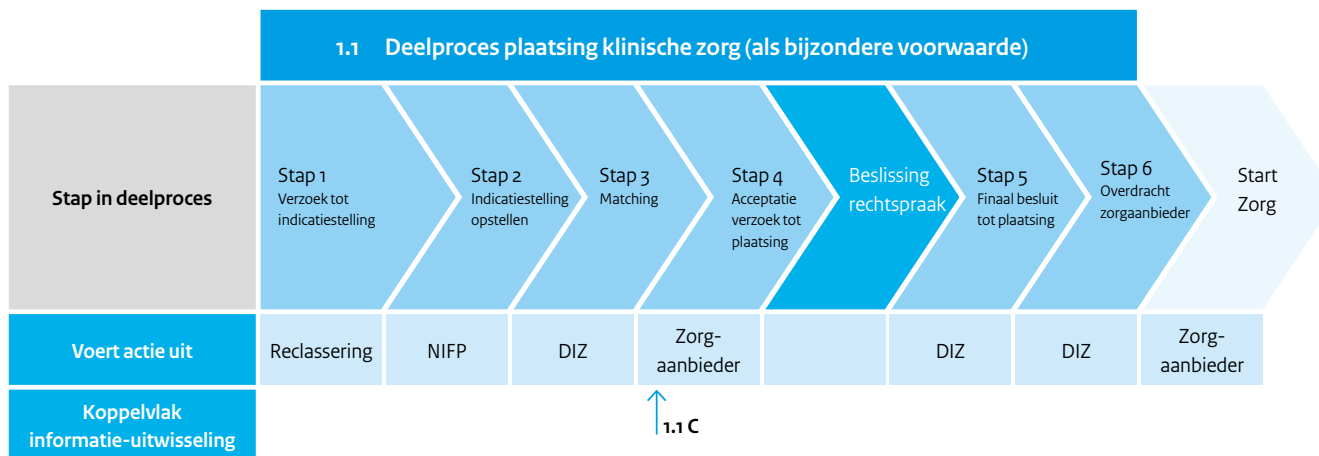 1.1 Deelproces plaatsing klinische zorg (als bijzondere voorwaarde)
Stap in deelproces
Stap 1
Verzoek tot
indicatiestelling
Stap 2
Indicatiestelling
opstellen
Stap 3
Matching
Stap 4
Acceptatie
verzoek tot
plaatsing
Beslissing
rechtspraak
Stap 5
Finaal besluit
tot plaatsing
Stap 6
Overdracht
zorgaanbieder
Start
Zorg
Voert actie uit
Reclassering
NIFP
DIZ
Zorg-
aanbieder
DIZ
DIZ
Zorg-
aanbieder
Koppelvlak
informatie-uitwisseling
1.1 C